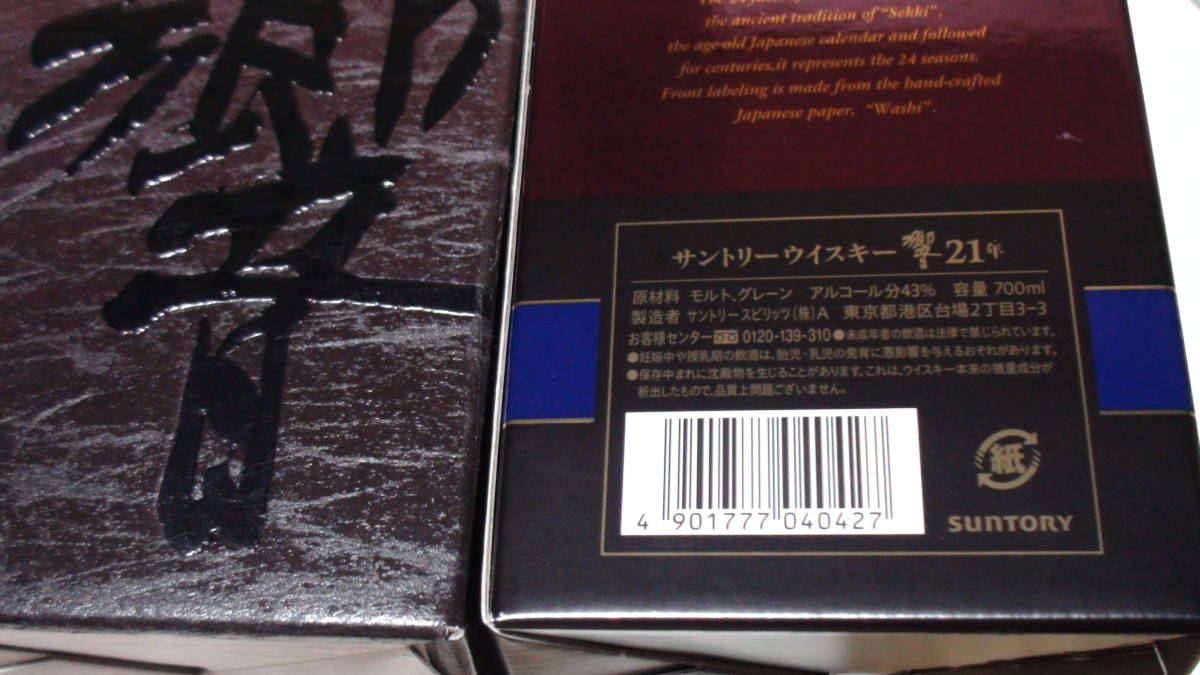 響
the ancient tradition of "Sekki",
the age-old Japanese calendar and followed
for centuries,it represents the 24 seasons.
Front labeling is made from the hand-crafted
Japanese paper, "Washi".
サントリーウイスキー 響 21年
原材料 モルト、グレーン アルコール分43% 容量 700ml
製造者 サントリースピリッツ(株)A 東京都港区台場2丁目3-3
お客様センター 0120-139-310 ●未成年者の飲酒は法律で禁じられています。
●妊娠中や授乳期の飲酒は、胎児・乳児の発育に悪影響を与えるおそれがあります。
●保存中まれに沈殿物を生じることがあります。これは、ウイスキー本来の微量成分が
析出したもので、品質上問題ございません。
4 901777 040427
紙
SUNTORY